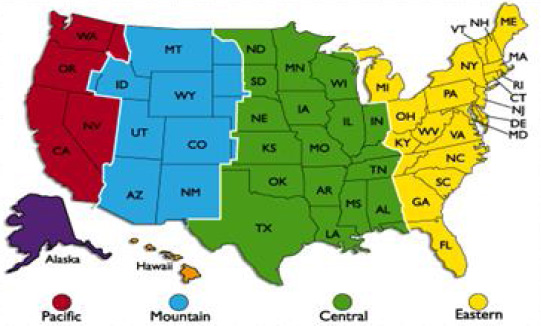 WA
OR
CA
NV
ID
MT
WY
UT
CO
AZ
NM
ND
SD
NE
KS
OK
TX
MN
IA
MO
AR
LA
WI
IL
IN
TN
MS
AL
MI
OH
KY
WV
VA
NC
SC
GA
FL
PA
NY
VT
NH
ME
MA
RI
CT
NJ
DE
MD
Alaska
Hawaii
Pacific
Mountain
Central
Eastern